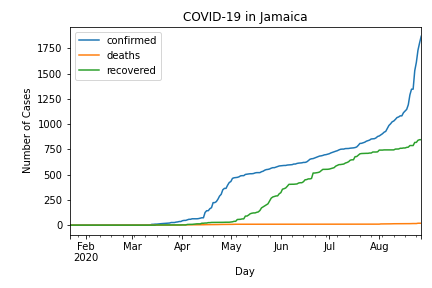 COVID-19 in Jamaica
confirmed
deaths
recovered
Number of Cases
1750
1500
1250
1000
750
500
250
0
Feb
2020
Mar
Apr
May
Jun
Jul
Aug
Day